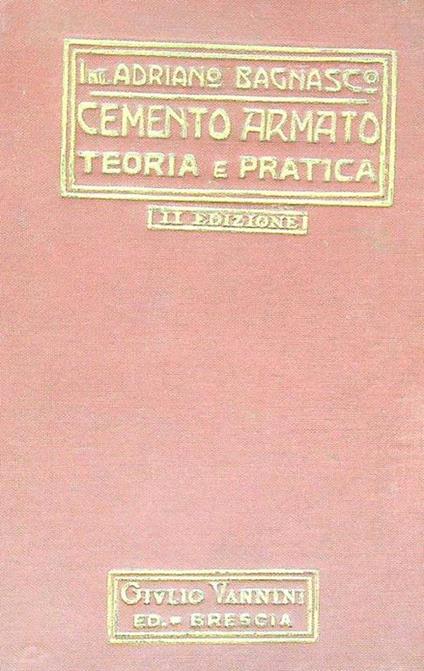 Ing. ADRIANO BAGNASCO
CEMENTO ARMATO
TEORIA E PRATICA
II EDIZIONE
GIVLIO VANNINI
ED. - BRESCIA